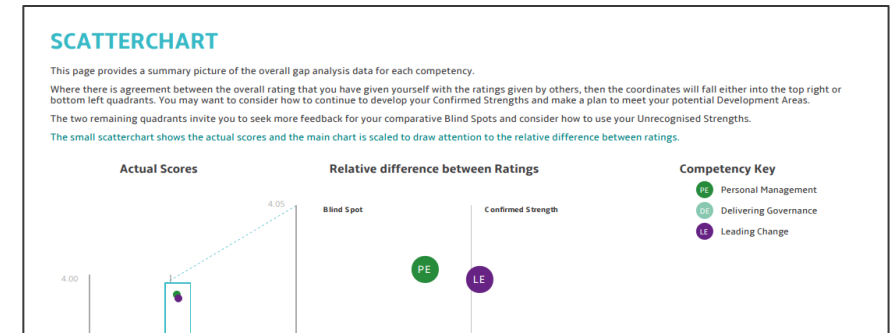 SCATTERCHART
This page provides a summary picture of the overall gap analysis data for each competency.
Where there is agreement between the overall rating that you have given yourself with the ratings given by others, then the coordinates will fall either into the top right or
bottom left quadrants. You may want to consider how to continue to develop your Confirmed Strengths and make a plan to meet your potential Development Areas.
The two remaining quadrants invite you to seek more feedback for your comparative Blind Spots and consider how to use your Unrecognised Strengths.
The small scatterchart shows the actual scores and the main chart is scaled to draw attention to the relative difference between ratings.
Actual Scores
Relative difference between Ratings
Competency Key
PE Personal Management
DE Delivering Governance
LE Leading Change
4.05
Blind Spot
Confirmed Strength
PE
LE
4.00